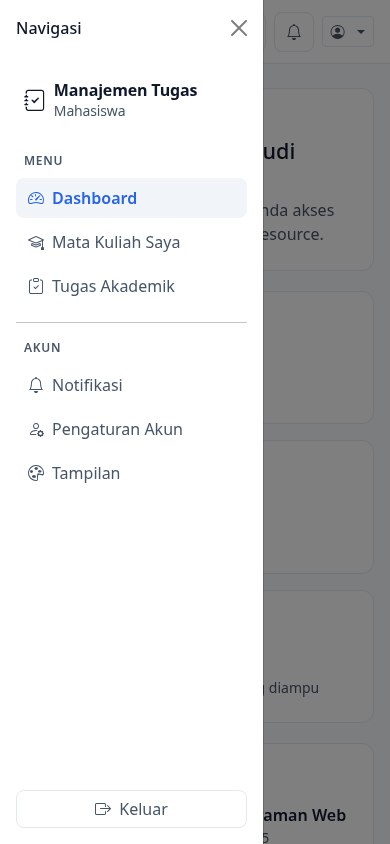 Navigasi
Manajemen Tugas
Mahasiswa
MENU
Dashboard
Mata Kuliah Saya
Tugas Akademik
AKUN
Notifikasi
Pengaturan Akun
Tampilan
Keluar
udi
nda akses
esource.
diampu
aman Web
5